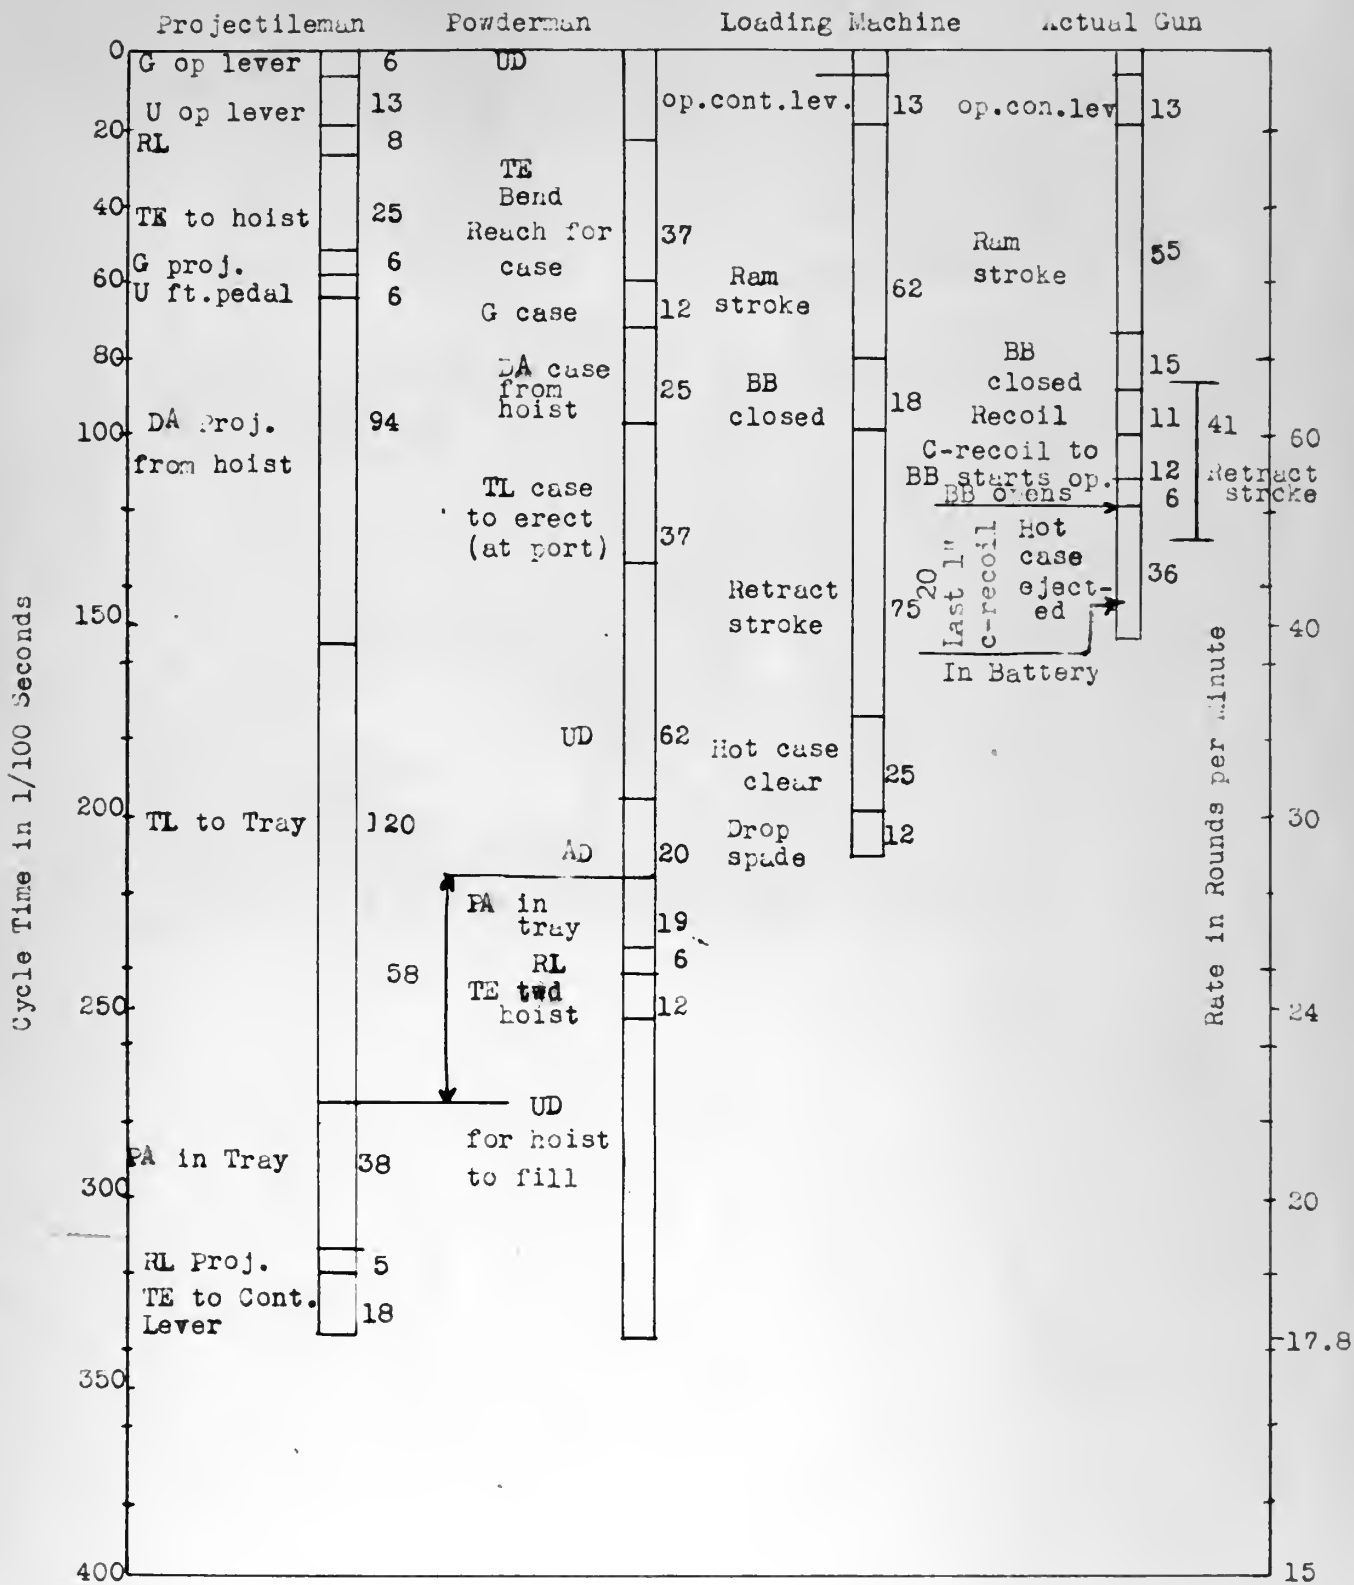 Projectileman
Powderman
Loading Machine
Actual Gun
Cycle Time in 1/100 Seconds
0
20
40
60
80
100
150
200
250
300
350
400
G op lever
6
U op lever
13
RL
8
TE to hoist
25
G proj.
6
U ft.pedal
6
DA Proj.
from hoist
94
TL to Tray
120
58
PA in Tray
38
RL Proj.
5
TE to Cont.
Lever
18
UD
TE
Bend
Reach for
case
37
G case
12
DA case
from
hoist
25
TL case
to erect
(at port)
37
UD
62
AD
20
PA in
tray
19
RL
6
TE twd
hoist
12
UD
for hoist
to fill
op.cont.lev.
13
Ram
stroke
62
BB
closed
18
Retract
stroke
75
Hot case
clear
25
Drop
spade
12
op.con.lev
13
Ram
stroke
55
BB
closed
15
Recoil
11
C-recoil to
BB starts op.
12
BB opens
6
41
Retract
stroke
20
Last 1"
c-recoil
Hot
case
eject-
ed
36
In Battery
Rate in Rounds per Minute
60
40
30
24
20
17.8
15